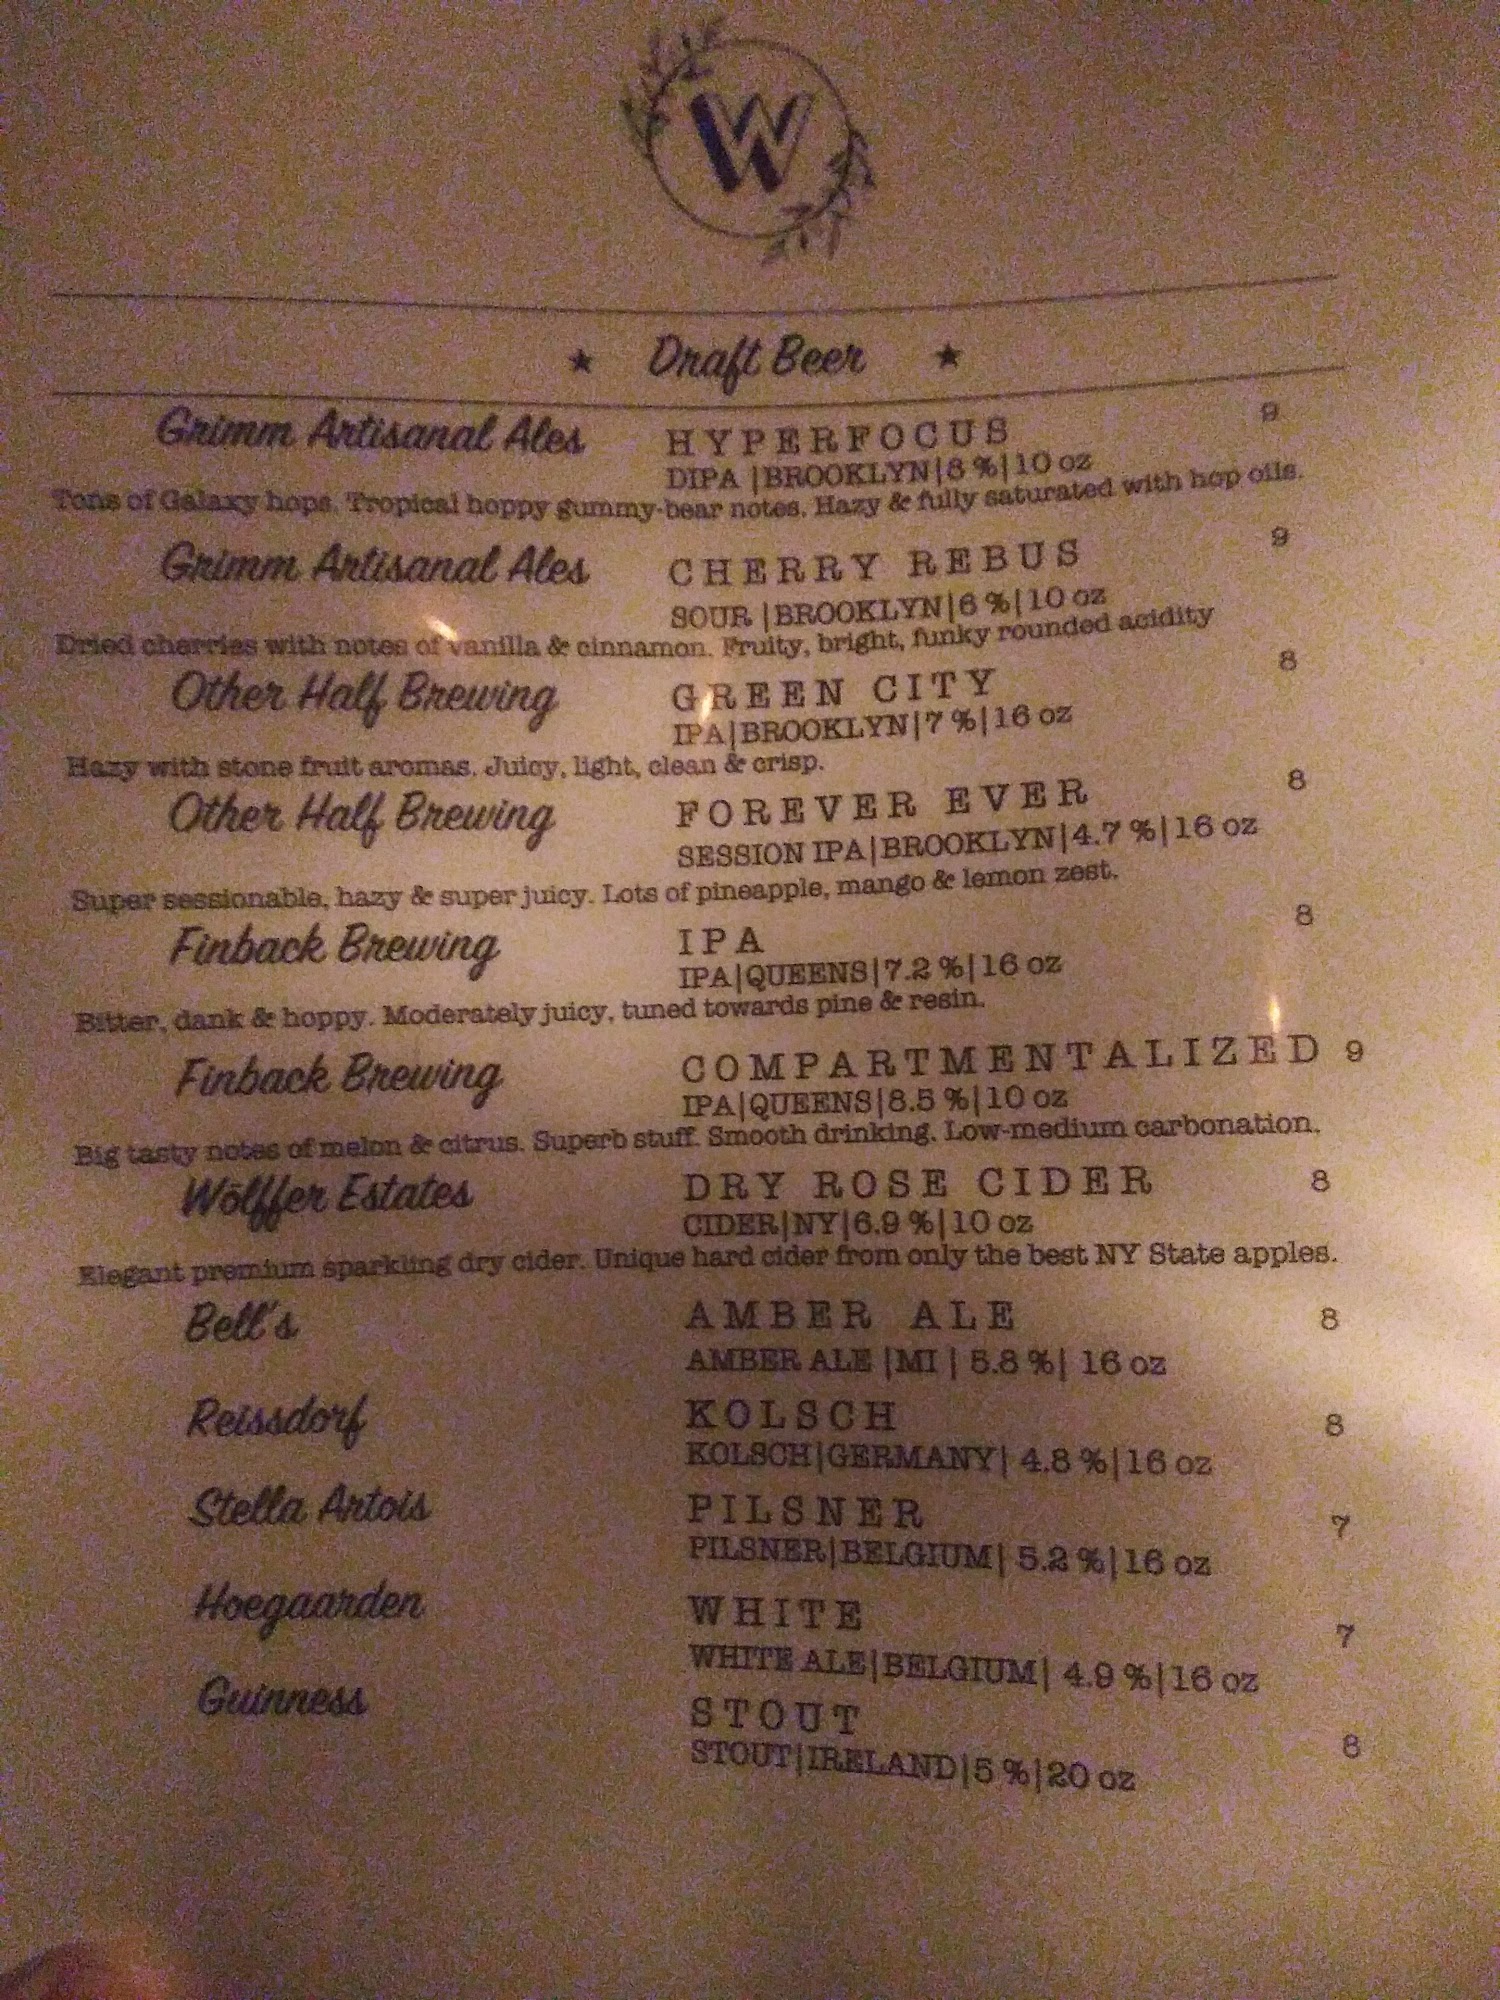 W
★ Draft Beer ★
Grimm Artisanal Ales HYPERFOCUS 9
DIPA |BROOKLYN|8 %|10 oz
Tons of Galaxy hops. Tropical hoppy gummy-bear notes. Hazy & fully saturated with hop oils.
Grimm Artisanal Ales CHERRY REBUS 9
SOUR |BROOKLYN|6 %|10 oz
Dried cherries with notes of vanilla & cinnamon. Fruity, bright, funky rounded acidity
Other Half Brewing GREEN CITY 8
IPA|BROOKLYN|7 %|16 oz
Hazy with stone fruit aromas. Juicy, light, clean & crisp.
Other Half Brewing FOREVER EVER 8
SESSION IPA|BROOKLYN|4.7 %|16 oz
Super sessionable, hazy & super juicy. Lots of pineapple, mango & lemon zest.
Finback Brewing IPA 8
IPA|QUEENS|7.2 %|16 oz
Bitter, dank & hoppy. Moderately juicy, tuned towards pine & resin.
Finback Brewing COMPARTMENTALIZED 9
IPA|QUEENS|8.5 %|10 oz
Big tasty notes of melon & citrus. Superb stuff. Smooth drinking. Low-medium carbonation.
Wölffer Estates DRY ROSE CIDER 8
CIDER|NY|6.9 %|10 oz
Elegant premium sparkling dry cider. Unique hard cider from only the best NY State apples.
Bell's AMBER ALE 8
AMBER ALE |MI | 5.8 %| 16 oz
Reissdorf KOLSCH 8
KOLSCH|GERMANY| 4.8 %|16 oz
Stella Artois PILSNER 7
PILSNER|BELGIUM| 5.2 %|16 oz
Hoegaarden WHITE 7
WHITE ALE|BELGIUM| 4.9 %|16 oz
Guinness STOUT 8
STOUT|IRELAND|5 %|20 oz